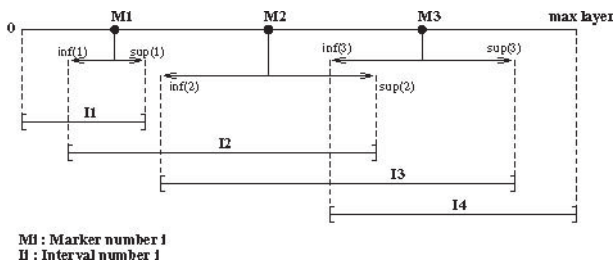 0 M1 M2 M3 max layer
inf(1) sup(1) inf(3) sup(3)
inf(2) sup(2)
I1
I2
I3
I4
Mi : Marker number i
Ii : Interval number i